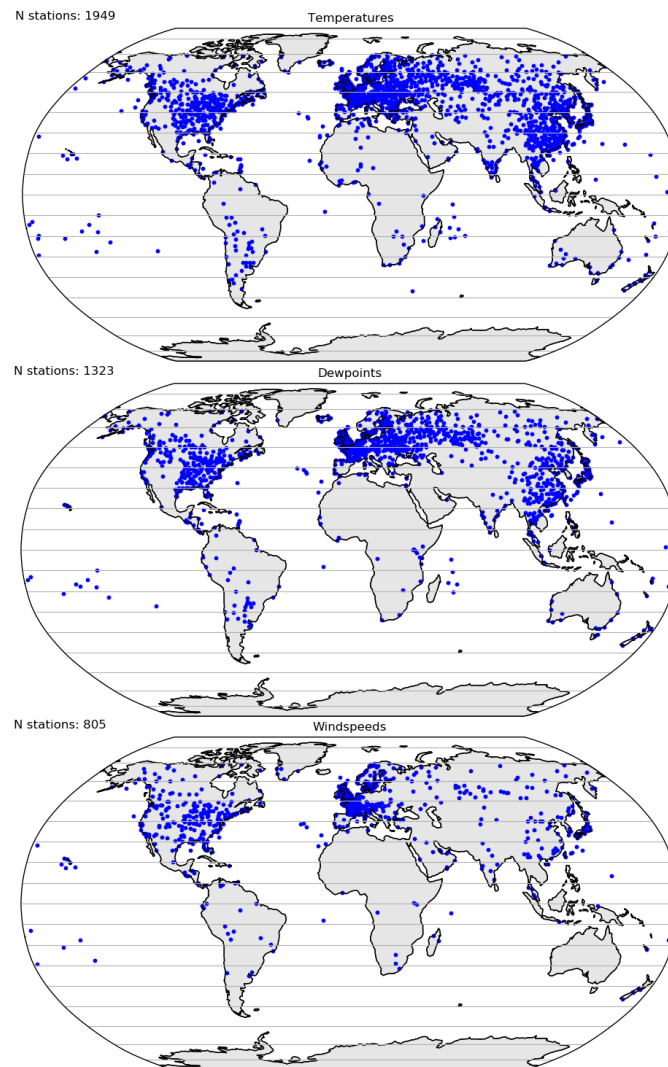 N stations: 1949
Temperatures
N stations: 1323
Dewpoints
N stations: 805
Windspeeds